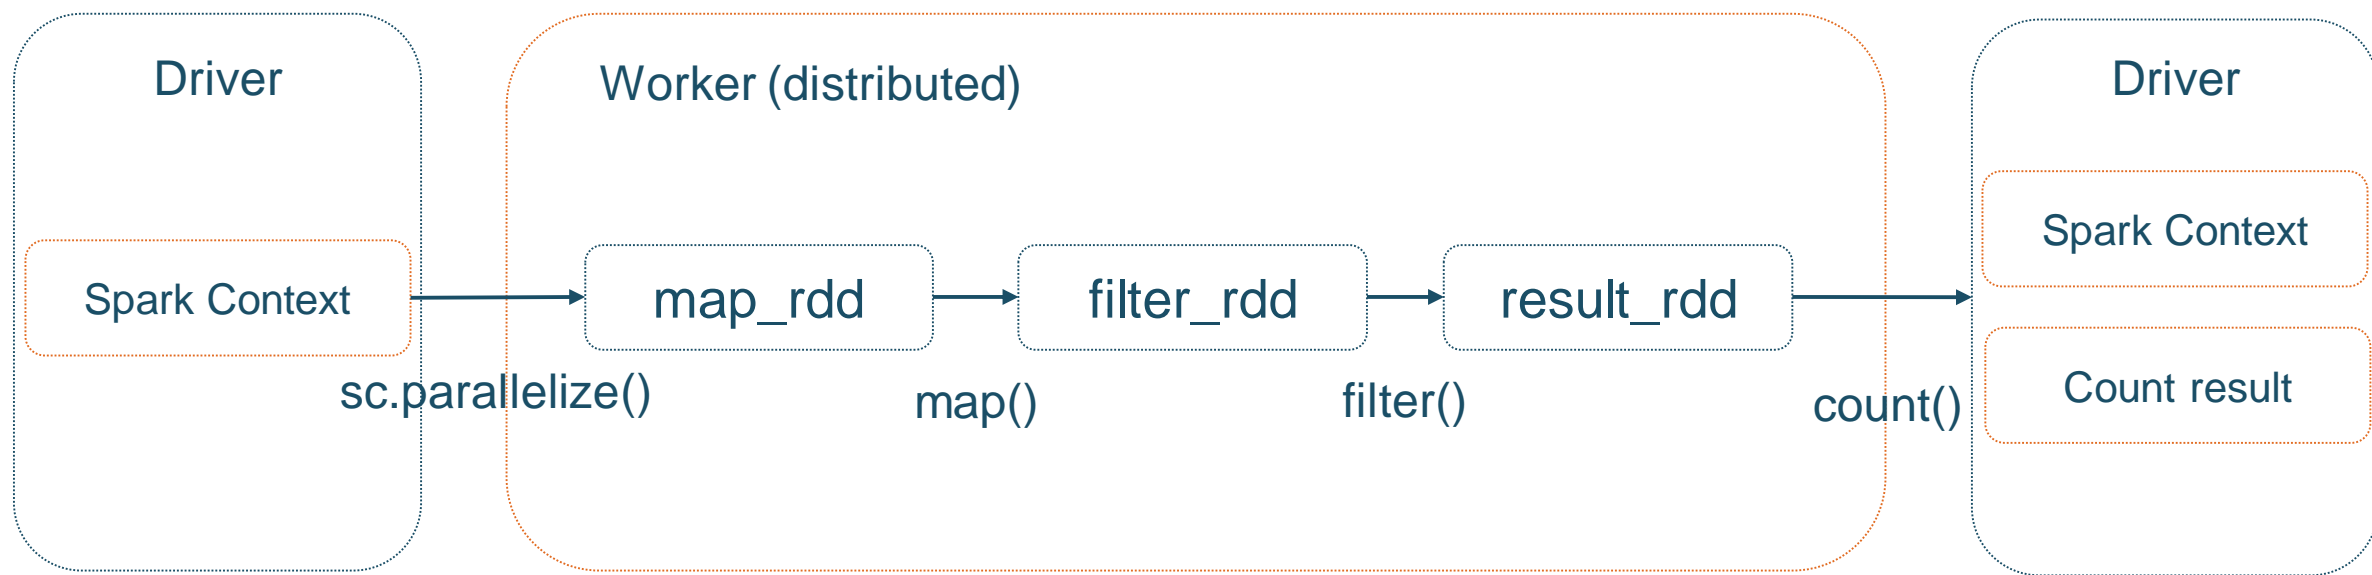 Driver
Spark Context
sc.parallelize()
Worker (distributed)
map_rdd
map()
filter_rdd
filter()
result_rdd
count()
Driver
Spark Context
Count result